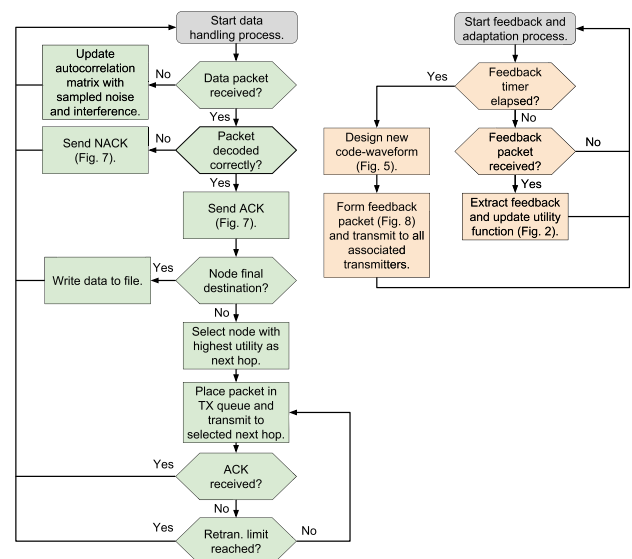 Start data
handling process.
Data packet
received?
No
Update
autocorrelation
matrix with
sampled noise
and interference.
Yes
Packet
decoded
correctly?
No
Send NACK
(Fig. 7).
Yes
Send ACK
(Fig. 7).
Node final
destination?
Yes
Write data to file.
No
Select node with
highest utility as
next hop.
Place packet in
TX queue and
transmit to
selected next hop.
ACK
received?
Yes
No
Retran. limit
reached?
Yes
No
Start feedback and
adaptation process.
Feedback
timer
elapsed?
Yes
Design new
code-waveform
(Fig. 5).
Form feedback
packet (Fig. 8)
and transmit to all
associated
transmitters.
No
Feedback
packet
received?
No
Yes
Extract feedback
and update utility
function (Fig. 2).